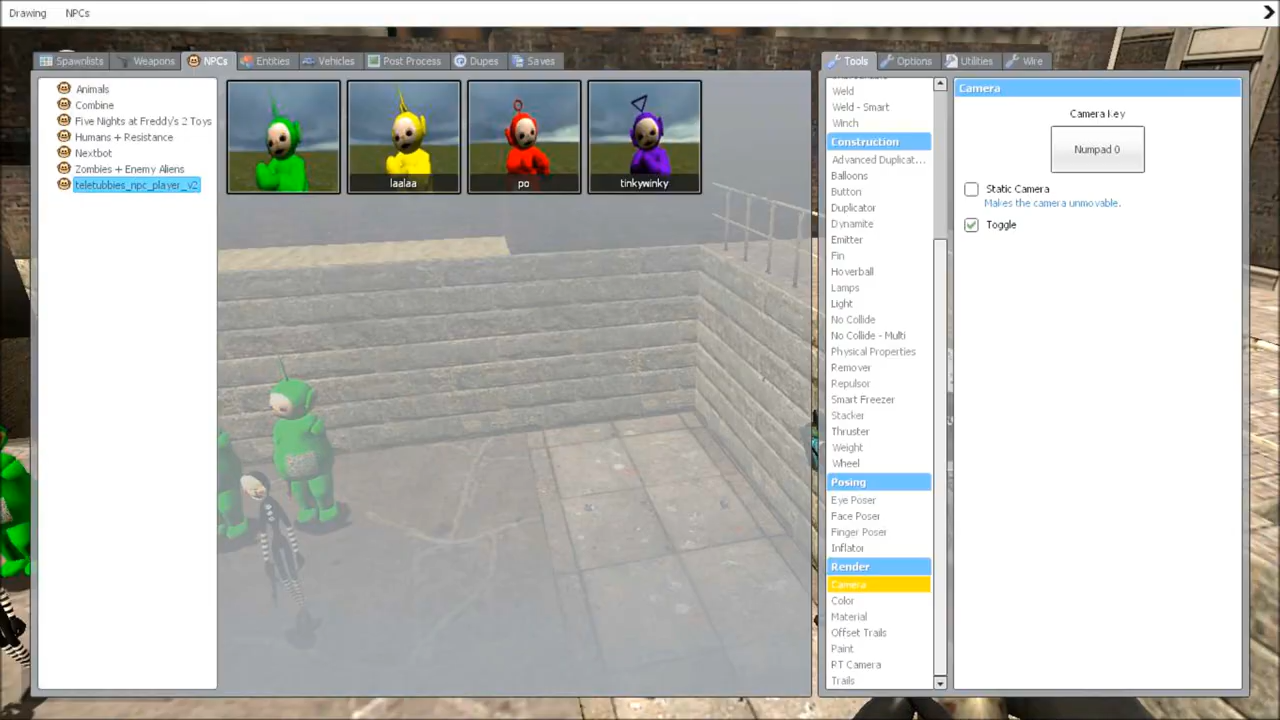 Drawing NPCs
Spawnlists Weapons NPCs Entities Vehicles Post Process Dupes Saves
Animals
Combine
Five Nights at Freddy's 2 Toys
Humans + Resistance
Nextbot
Zombies + Enemy Aliens
teletubbies_npc_player_v2
laalaa
po
tinkywinky
Tools Options Utilities Wire
Weld
Weld - Smart
Winch
Construction
Advanced Duplicat...
Balloons
Button
Duplicator
Dynamite
Emitter
Fin
Hoverball
Lamps
Light
No Collide
No Collide - Multi
Physical Properties
Remover
Repulsor
Smart Freezer
Stacker
Thruster
Weight
Wheel
Posing
Eye Poser
Face Poser
Finger Poser
Inflator
Render
Camera
Color
Material
Offset Trails
Paint
RT Camera
Trails
Camera
Camera Key
Numpad 0
Static Camera
Makes the camera unmovable.
Toggle